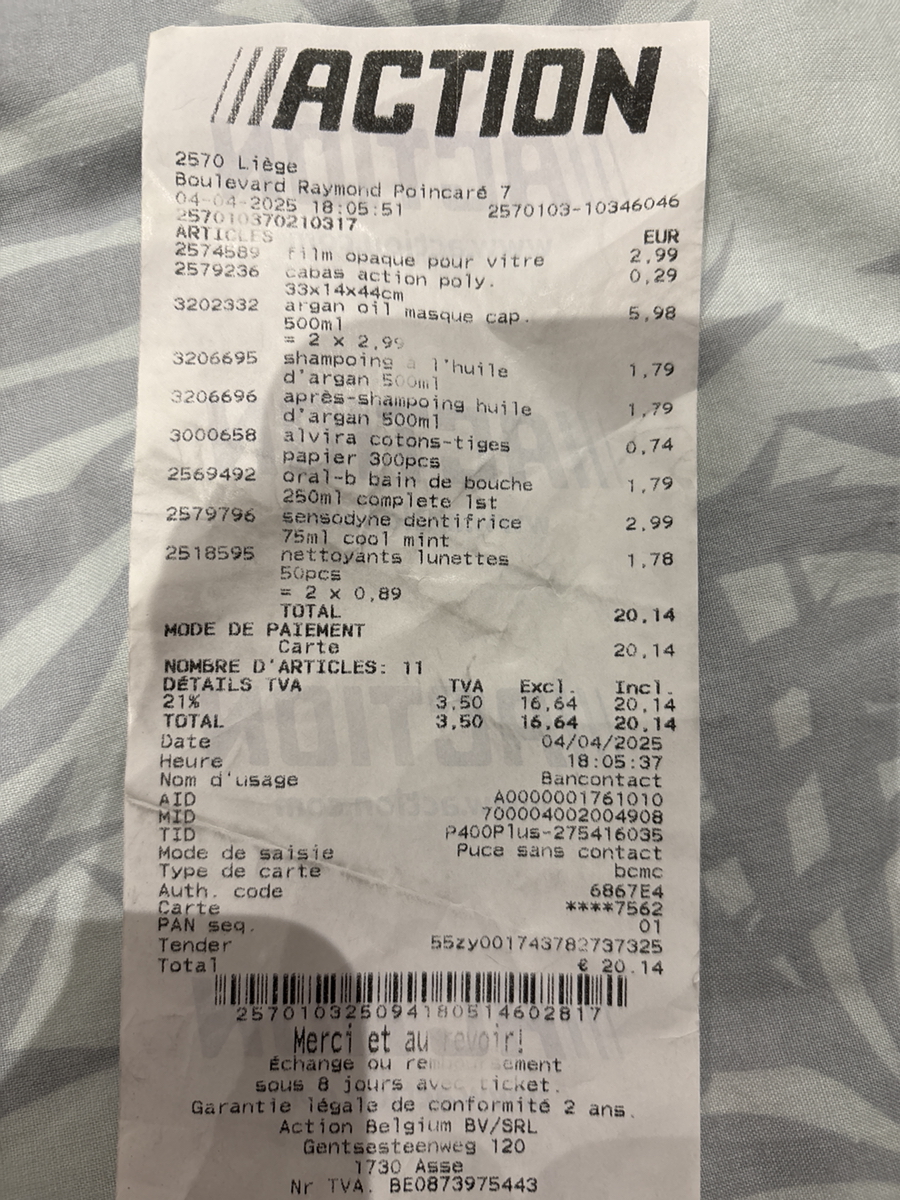 ACTION
2570 Liège
Boulevard Raymond Poincaré 7
04-04-2025 18:05:51 2570103-10346046
257010370210317
ARTICLES EUR
2574589 film opaque pour vitre 2,99
2579236 cabas action poly. 0,29
33x14x44cm
3202332 argan oil masque cap. 5,98
500ml
= 2 x 2,99
3206695 shampoing à l'huile 1,79
d'argan 500ml
3206696 après-shampoing huile 1,79
d'argan 500ml
3000658 alvira cotons-tiges 0,74
papier 300pcs
2569492 oral-b bain de bouche 1,79
250ml complete 1st
2579796 sensodyne dentifrice 2,99
75ml cool mint
2518595 nettoyants lunettes 1,78
50pcs
= 2 x 0,89
TOTAL 20,14
MODE DE PAIEMENT
Carte 20,14
NOMBRE D'ARTICLES: 11
DÉTAILS TVA TVA Excl. Incl.
21% 3,50 16,64 20,14
TOTAL 3,50 16,64 20,14
Date 04/04/2025
Heure 18:05:37
Nom d'usage Bancontact
AID A0000001761010
MID 700004002004908
TID P400Plus-275416035
Mode de saisie Puce sans contact
Type de carte bcmc
Auth. code 6867E4
Carte ****7562
PAN seq. 01
Tender 55zy001743782737325
Total € 20.14
257010325094180514602817
Merci et au revoir!
Échange ou remboursement
sous 8 jours avec ticket.
Garantie légale de conformité 2 ans.
Action Belgium BV/SRL
Gentsesteenweg 120
1730 Asse
Nr TVA. BE0873975443